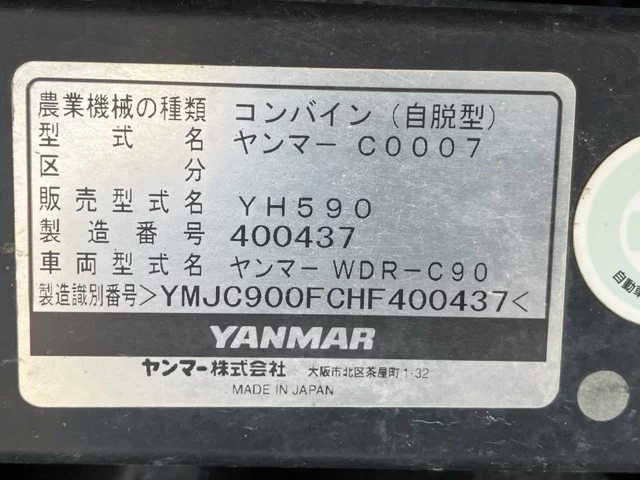 農業機械の種類 コンバイン（自脱型）
型式名 ヤンマー C0007
区分
販売型式名 YH590
製造番号 400437
車両型式名 ヤンマー WDR-C90
製造識別番号>YMJC900FCHF400437<
YANMAR
ヤンマー株式会社 大阪市北区茶屋町1-32
MADE IN JAPAN
自動車